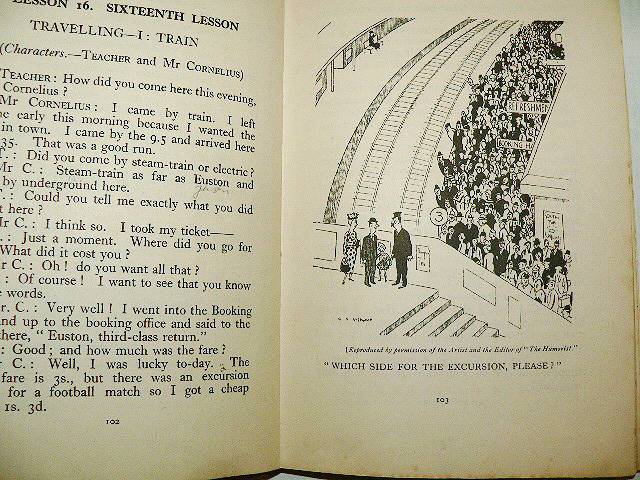 LESSON 16. SIXTEENTH LESSON
TRAVELLING—I: TRAIN
(Characters.—TEACHER and MR CORNELIUS)
TEACHER: How did you come here this evening,
Cornelius?
Mr CORNELIUS: I came by train. I left
me early this morning because I wanted the
in town. I came by the 9.5 and arrived here
35. That was a good run.
T.: Did you come by steam-train or electric?
Mr C.: Steam-train as far as Euston and
by underground here.
.: Could you tell me exactly what you did
t here?
Mr C.: I think so. I took my ticket——
.: Just a moment. Where did you go for
What did it cost you?
r C.: Oh! do you want all that?
: Of course! I want to see that you know
e words.
r. C.: Very well! I went into the Booking
nd up to the booking office and said to the
there, "Euston, third-class return."
: Good; and how much was the fare?
r C.: Well, I was lucky to-day. The
fare is 3s., but there was an excursion
for a football match so I got a cheap
1s. 3d.
102
REFRESHMENT
BOOKING HA
3
[Reproduced by permission of the Artist and the Editor of "The Humorist."
"WHICH SIDE FOR THE EXCURSION, PLEASE?"
103